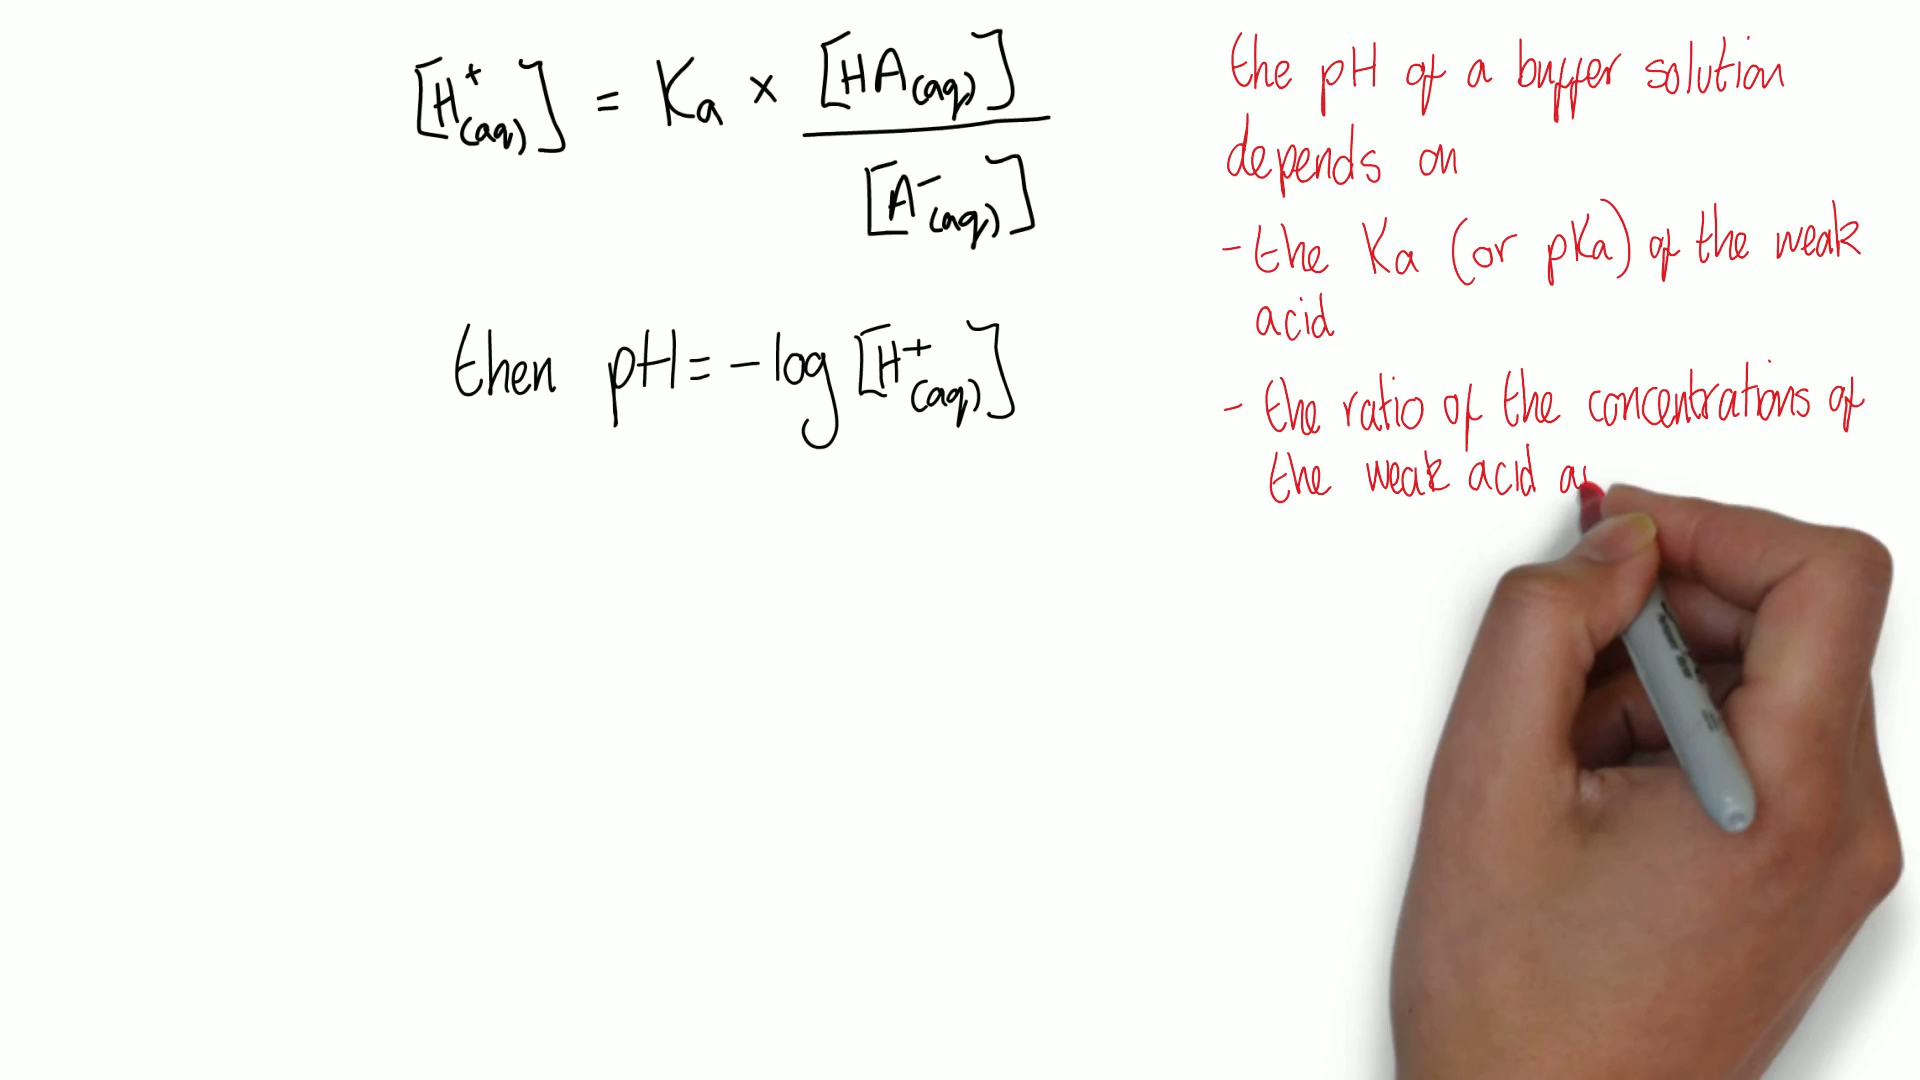 [H⁺(aq)] = Ka × [HA(aq)]
[A⁻(aq)]
then pH = - log [H⁺(aq)]
the pH of a buffer solution
depends on
- the Ka (or pKa) of the weak
acid
- the ratio of the concentrations of
the weak acid